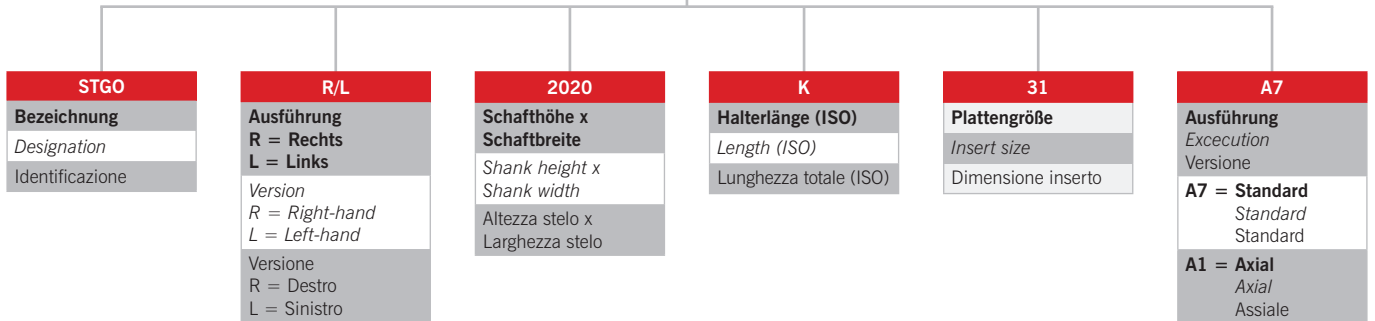 STGO
Bezeichnung
Designation
Identificazione
R/L
Ausführung
R = Rechts
L = Links
Version
R = Right-hand
L = Left-hand
Versione
R = Destro
L = Sinistro
2020
Schafthöhe x
Schaftbreite
Shank height x
Shank width
Altezza stelo x
Larghezza stelo
K
Halterlänge (ISO)
Length (ISO)
Lunghezza totale (ISO)
31
Plattengröße
Insert size
Dimensione inserto
A7
Ausführung
Excecution
Versione
A7 = Standard
Standard
Standard
A1 = Axial
Axial
Assiale